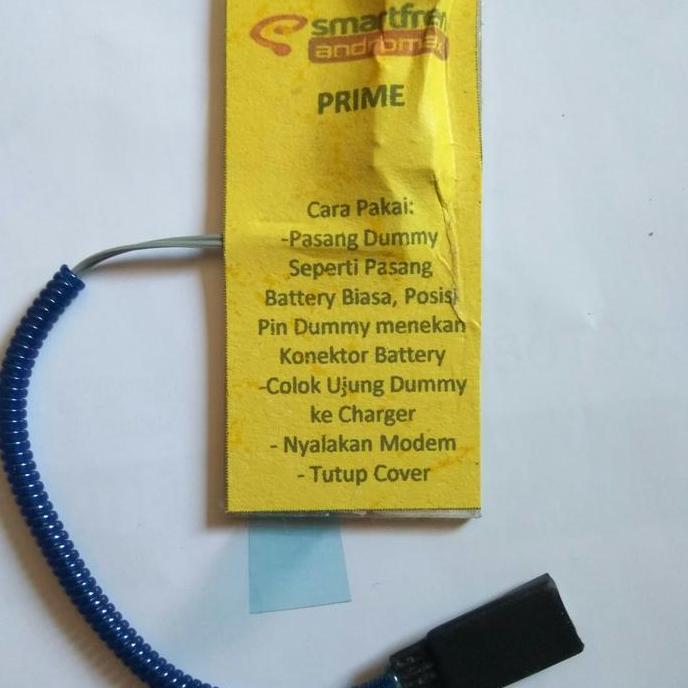 smartfren
andromax
PRIME
Cara Pakai:
-Pasang Dummy
Seperti Pasang
Battery Biasa, Posisi
Pin Dummy menekan
Konektor Battery
-Colok Ujung Dummy
ke Charger
- Nyalakan Modem
- Tutup Cover